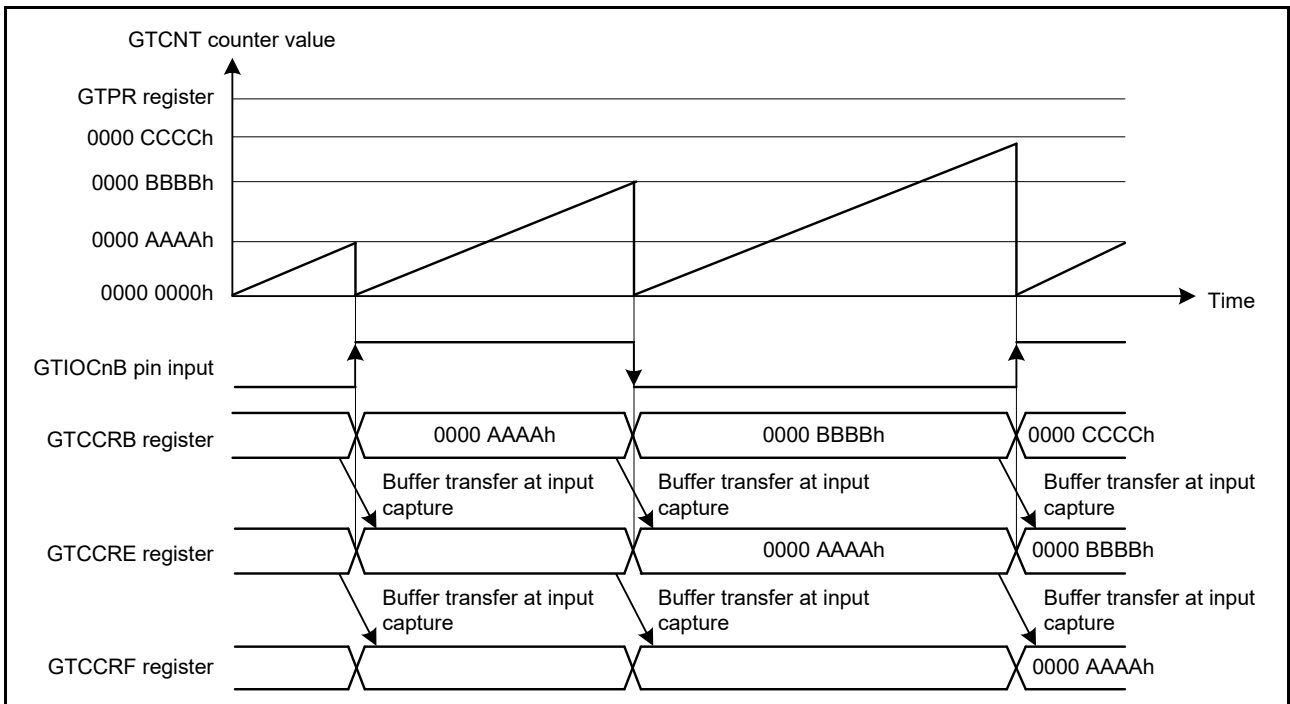 GTCNT counter value
GTPR register
0000 CCCCh
0000 BBBBh
0000 AAAAh
0000 0000h
Time
GTIOCnB pin input
GTCCRB register
0000 AAAAh
0000 BBBBh
0000 CCCCh
Buffer transfer at input
capture
Buffer transfer at input
capture
Buffer transfer at input
capture
GTCCRE register
0000 AAAAh
0000 BBBBh
Buffer transfer at input
capture
Buffer transfer at input
capture
Buffer transfer at input
capture
GTCCRF register
0000 AAAAh